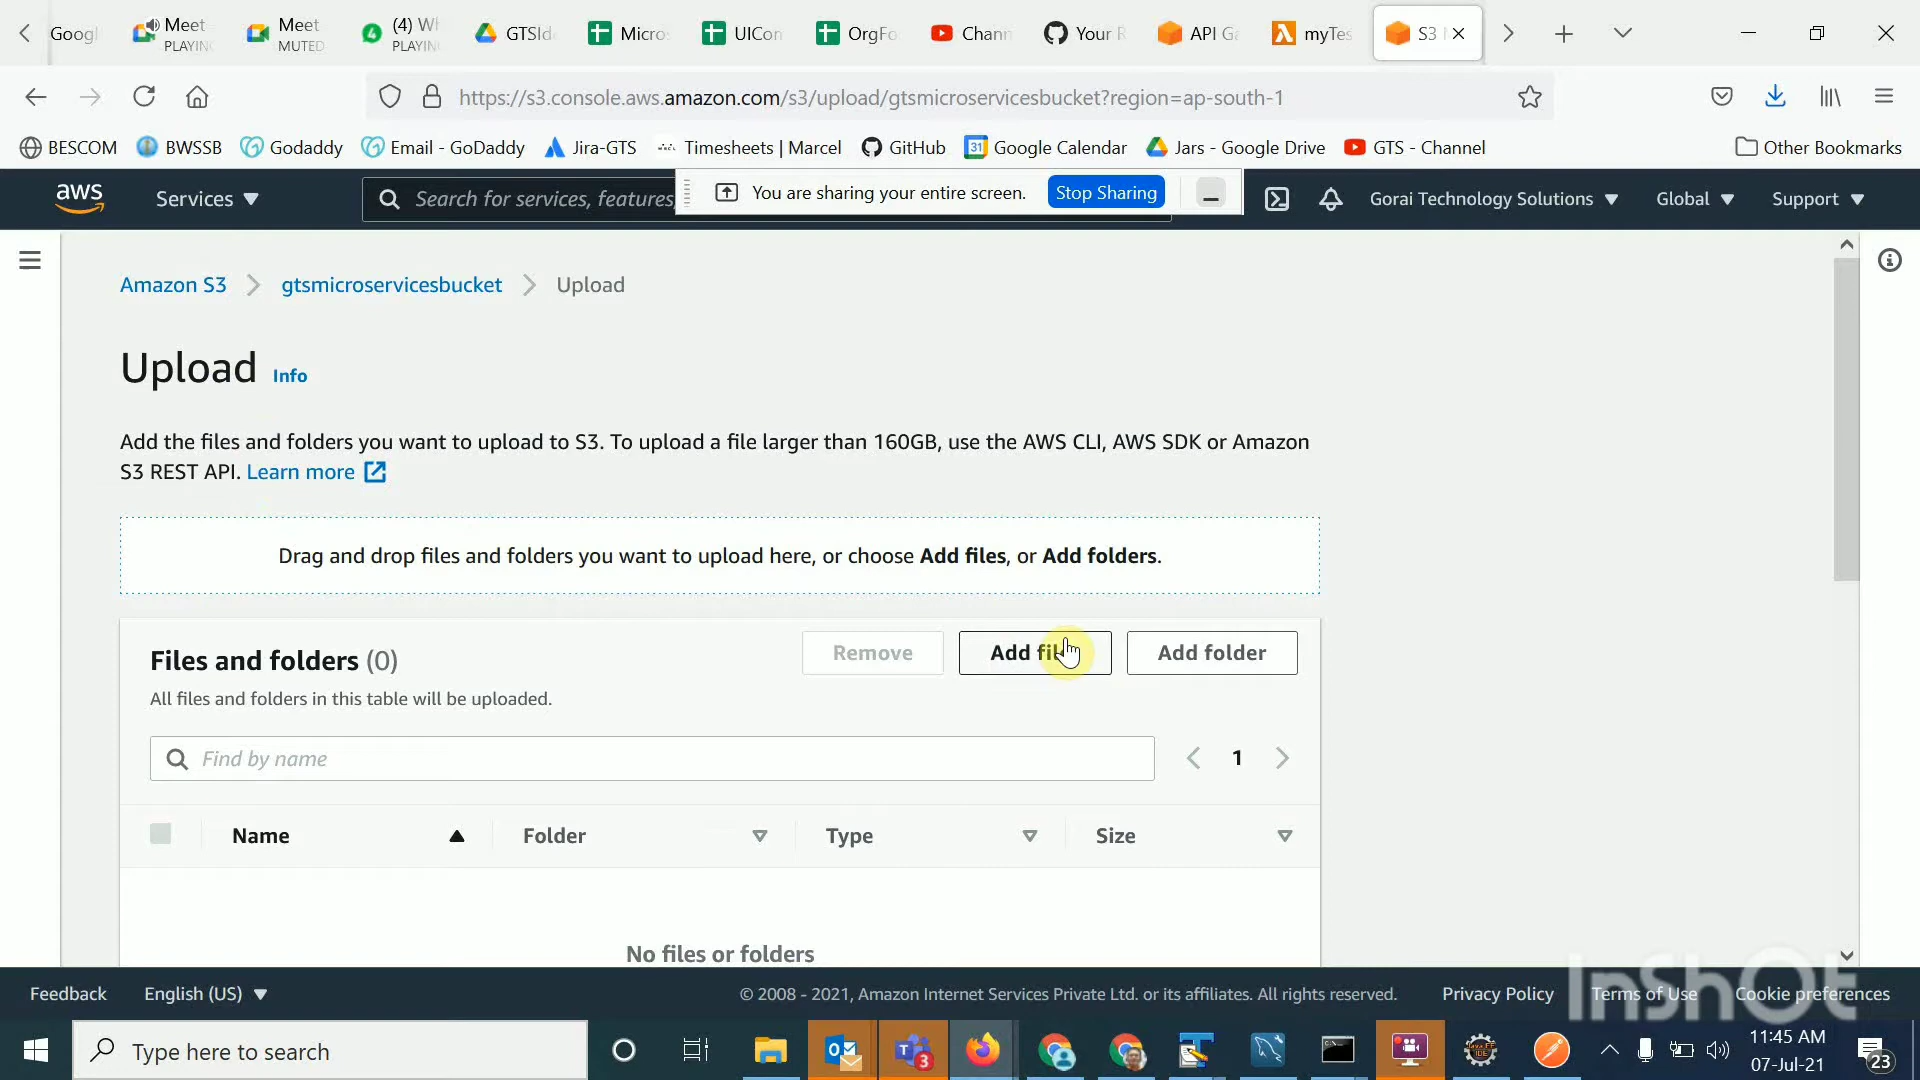 Googl
Meet
PLAYING
Meet
MUTED
(4) Wh
PLAYING
GTSIde
Micro
UICon
OrgFo
Chann
Your R
API Ga
myTes
S3
https://s3.console.aws.amazon.com/s3/upload/gtsmicroservicesbucket?region=ap-south-1
BESCOM
BWSSB
Godaddy
Email - GoDaddy
Jira-GTS
Timesheets | Marcel
GitHub
31
Google Calendar
Jars - Google Drive
GTS - Channel
Other Bookmarks
aws
Services
Search for services, features,
You are sharing your entire screen.
Stop Sharing
Gorai Technology Solutions
Global
Support
Amazon S3
gtsmicroservicesbucket
Upload
Upload
Info
Add the files and folders you want to upload to S3. To upload a file larger than 160GB, use the AWS CLI, AWS SDK or Amazon
S3 REST API. Learn more
Drag and drop files and folders you want to upload here, or choose Add files, or Add folders.
Files and folders (0)
Remove
Add fil
Add folder
All files and folders in this table will be uploaded.
Find by name
1
Name
Folder
Type
Size
No files or folders
Feedback
English (US)
© 2008 - 2021, Amazon Internet Services Private Ltd. or its affiliates. All rights reserved.
Privacy Policy
Terms of Use
Cookie preferences
InShOt
Type here to search
3
11:45 AM
07-Jul-21
23